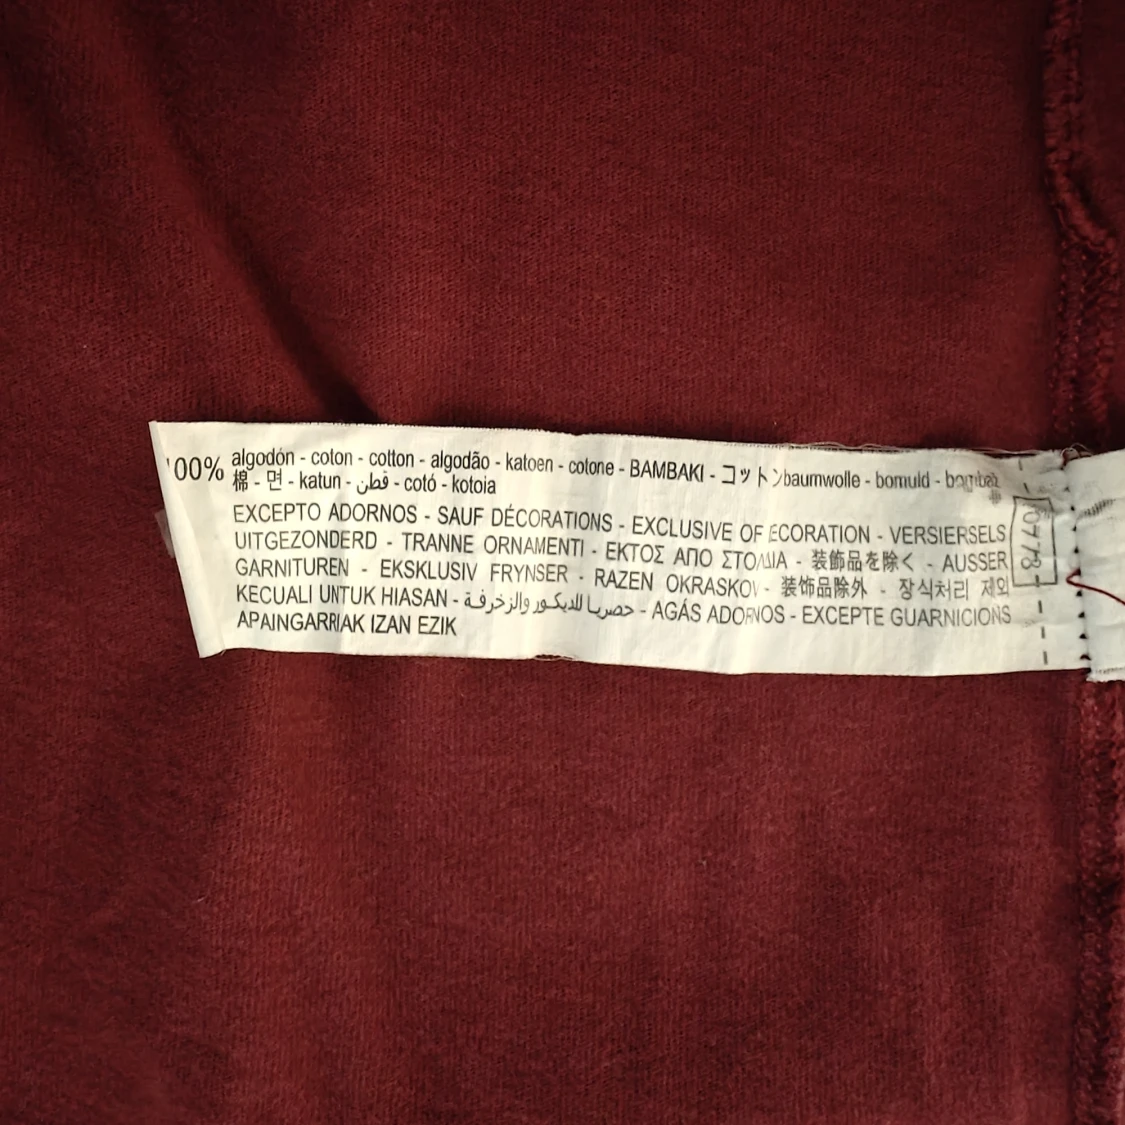 100% algodón - coton - cotton - algodão - katoen - cotone - BAMBAKI - コットンbaumwolle - bomuld - bombaž
棉 - 면 - katun - قطن - cotó - kotoia
EXCEPTO ADORNOS - SAUF DÉCORATIONS - EXCLUSIVE OF ECORATION - VERSIERSELS
UITGEZONDERD - TRANNE ORNAMENTI - ΕΚΤΟΣ ΑΠΟ - 装飾品を除く - AUSSER
GARNITUREN - EKSKLUSIV FRYNSER - RAZEN OKRASKOV - 装饰品除外 - 장식처리 제외
KECUALI UNTUK HIASAN - حصريا للديكور والزخرفة - AGÁS ADORNOS - EXCEPTE GUARNICIONS
APAINGARRIAK IZAN EZIK